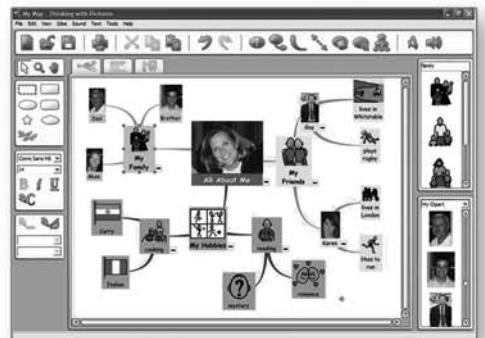 My Map - Thinking with Pictures
File Edit View Idea Sound Text Tools Help
Family
Dad
Brother
Mum
My
Family
All About Me
Guy
lives in
Whitstable
plays
rugby
My
Friends
Karen
lives in
London
likes to
run
My Hobbies
cooking
Curry
Italian
reading
mystery
romance
Comic Sans MS
24
B I U
My Clipart